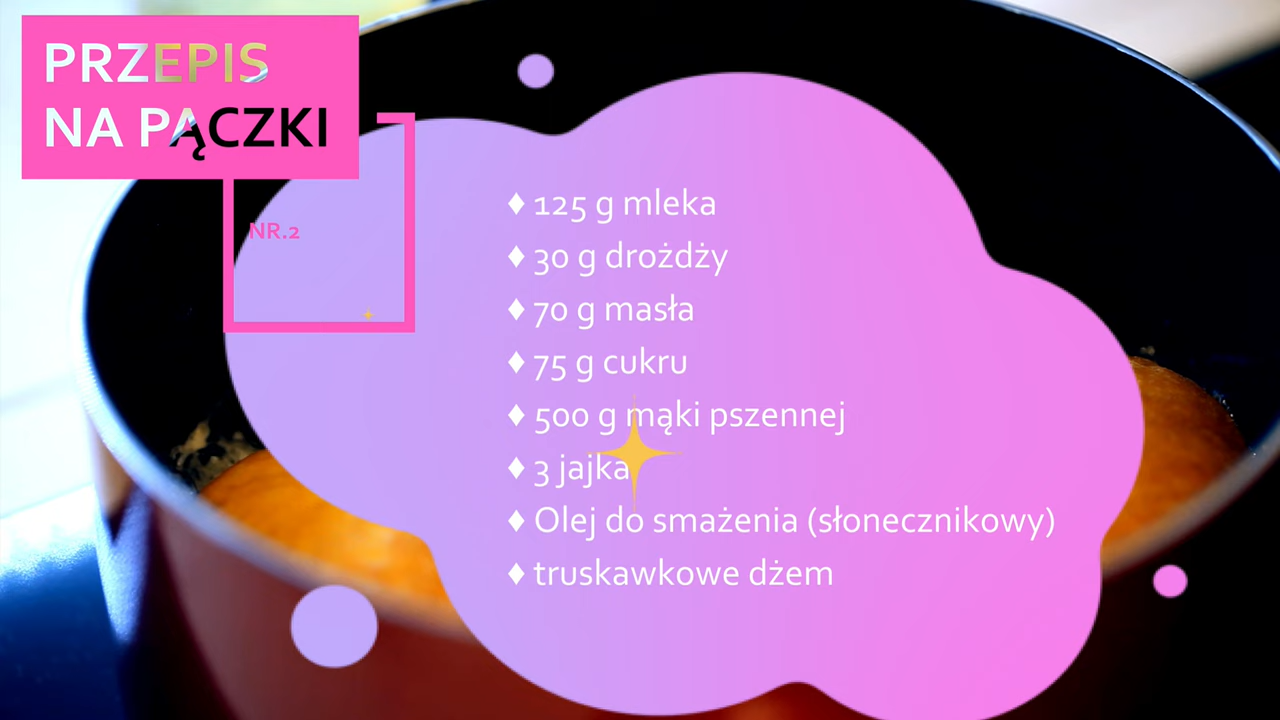 PRZEPIS
NA PĄCZKI
NR.2
♦ 125 g mleka
♦ 30 g drożdży
♦ 70 g masła
♦ 75 g cukru
♦ 500 g mąki pszennej
♦ 3 jajka
♦ Olej do smażenia (słonecznikowy)
♦ truskawkowe dżem